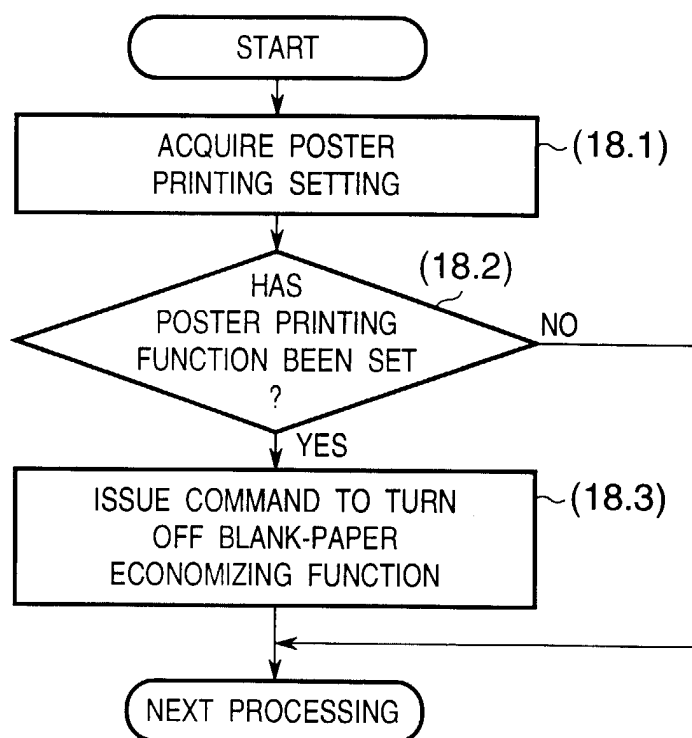 START
ACQUIRE POSTER
PRINTING SETTING
(18.1)
(18.2)
HAS
POSTER PRINTING
FUNCTION BEEN SET
?
NO
YES
ISSUE COMMAND TO TURN
OFF BLANK-PAPER
ECONOMIZING FUNCTION
(18.3)
NEXT PROCESSING